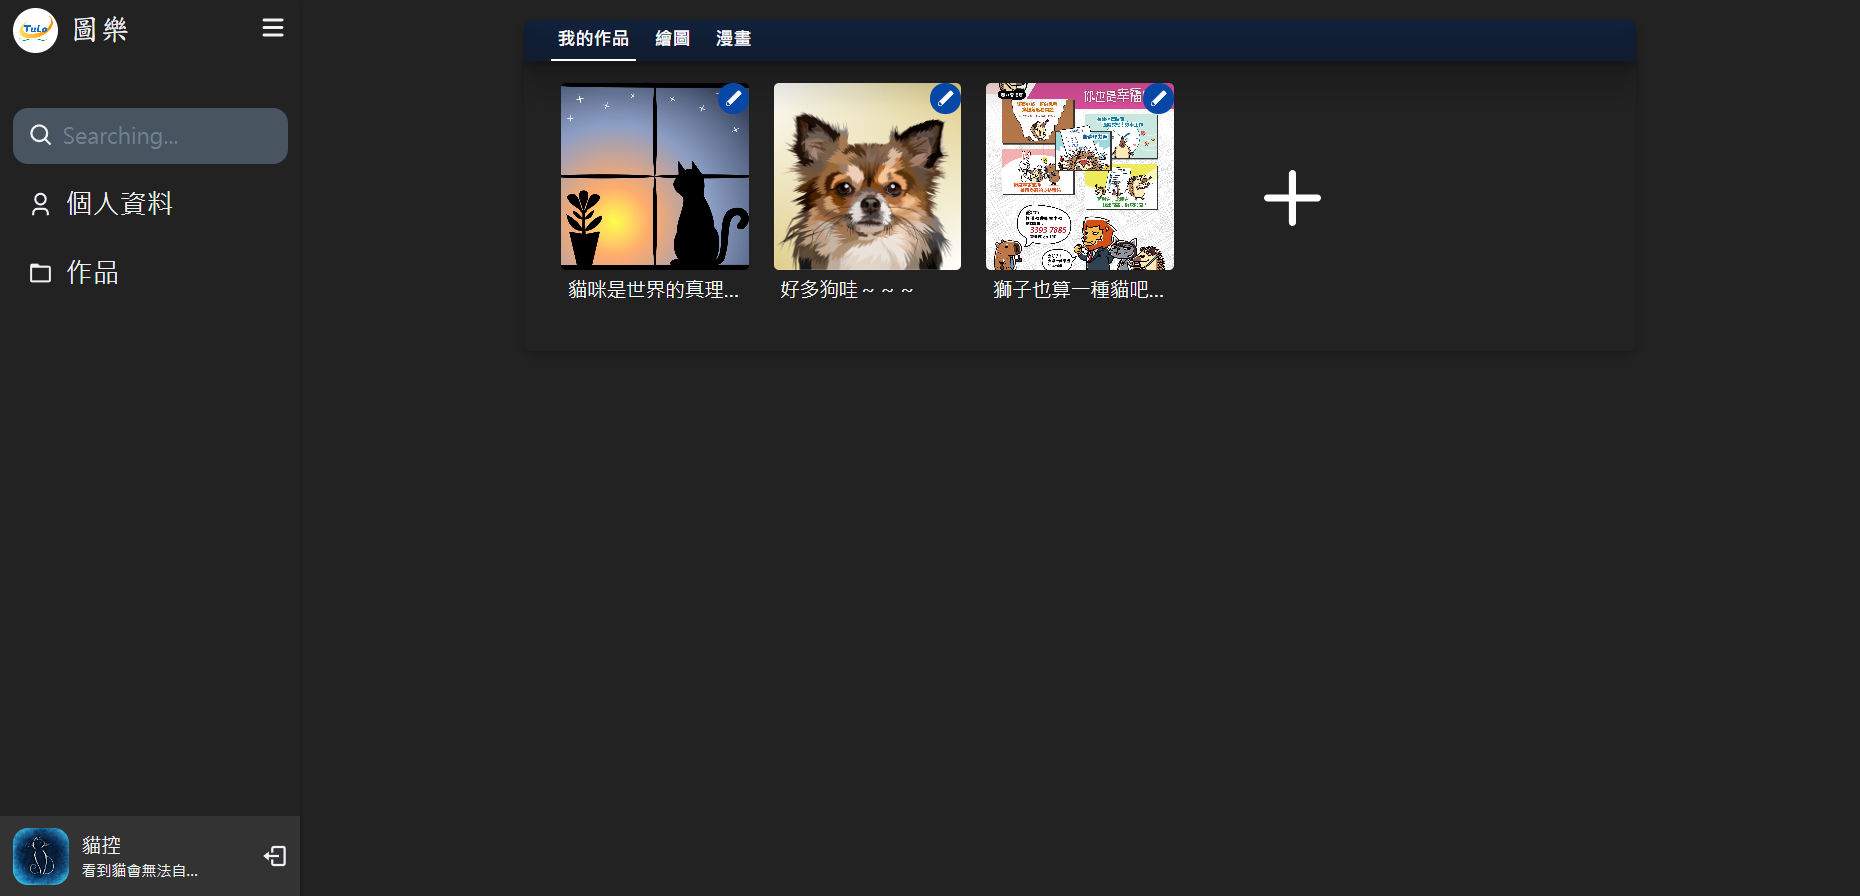 TuLo
圖樂
Searching...
個人資料
作品
我的作品
繪圖
漫畫
你也是幸福
3393 7885
貓咪是世界的真理...
好多狗哇~~~
獅子也算一種貓吧...
貓控
看到貓會無法自...